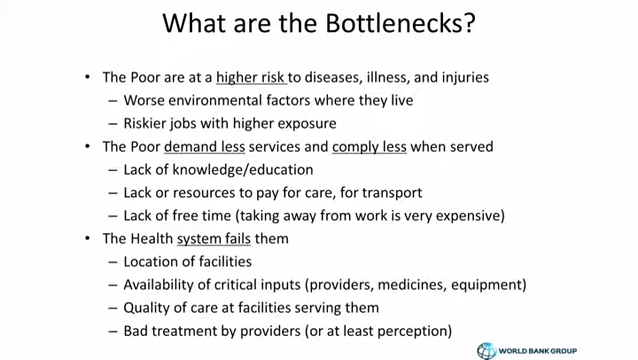 What are the Bottlenecks?
• The Poor are at a higher risk to diseases, illness, and injuries
– Worse environmental factors where they live
– Riskier jobs with higher exposure
• The Poor demand less services and comply less when served
– Lack of knowledge/education
– Lack or resources to pay for care, for transport
– Lack of free time (taking away from work is very expensive)
• The Health system fails them
– Location of facilities
– Availability of critical inputs (providers, medicines, equipment)
– Quality of care at facilities serving them
– Bad treatment by providers (or at least perception)
WORLD BANK GROUP